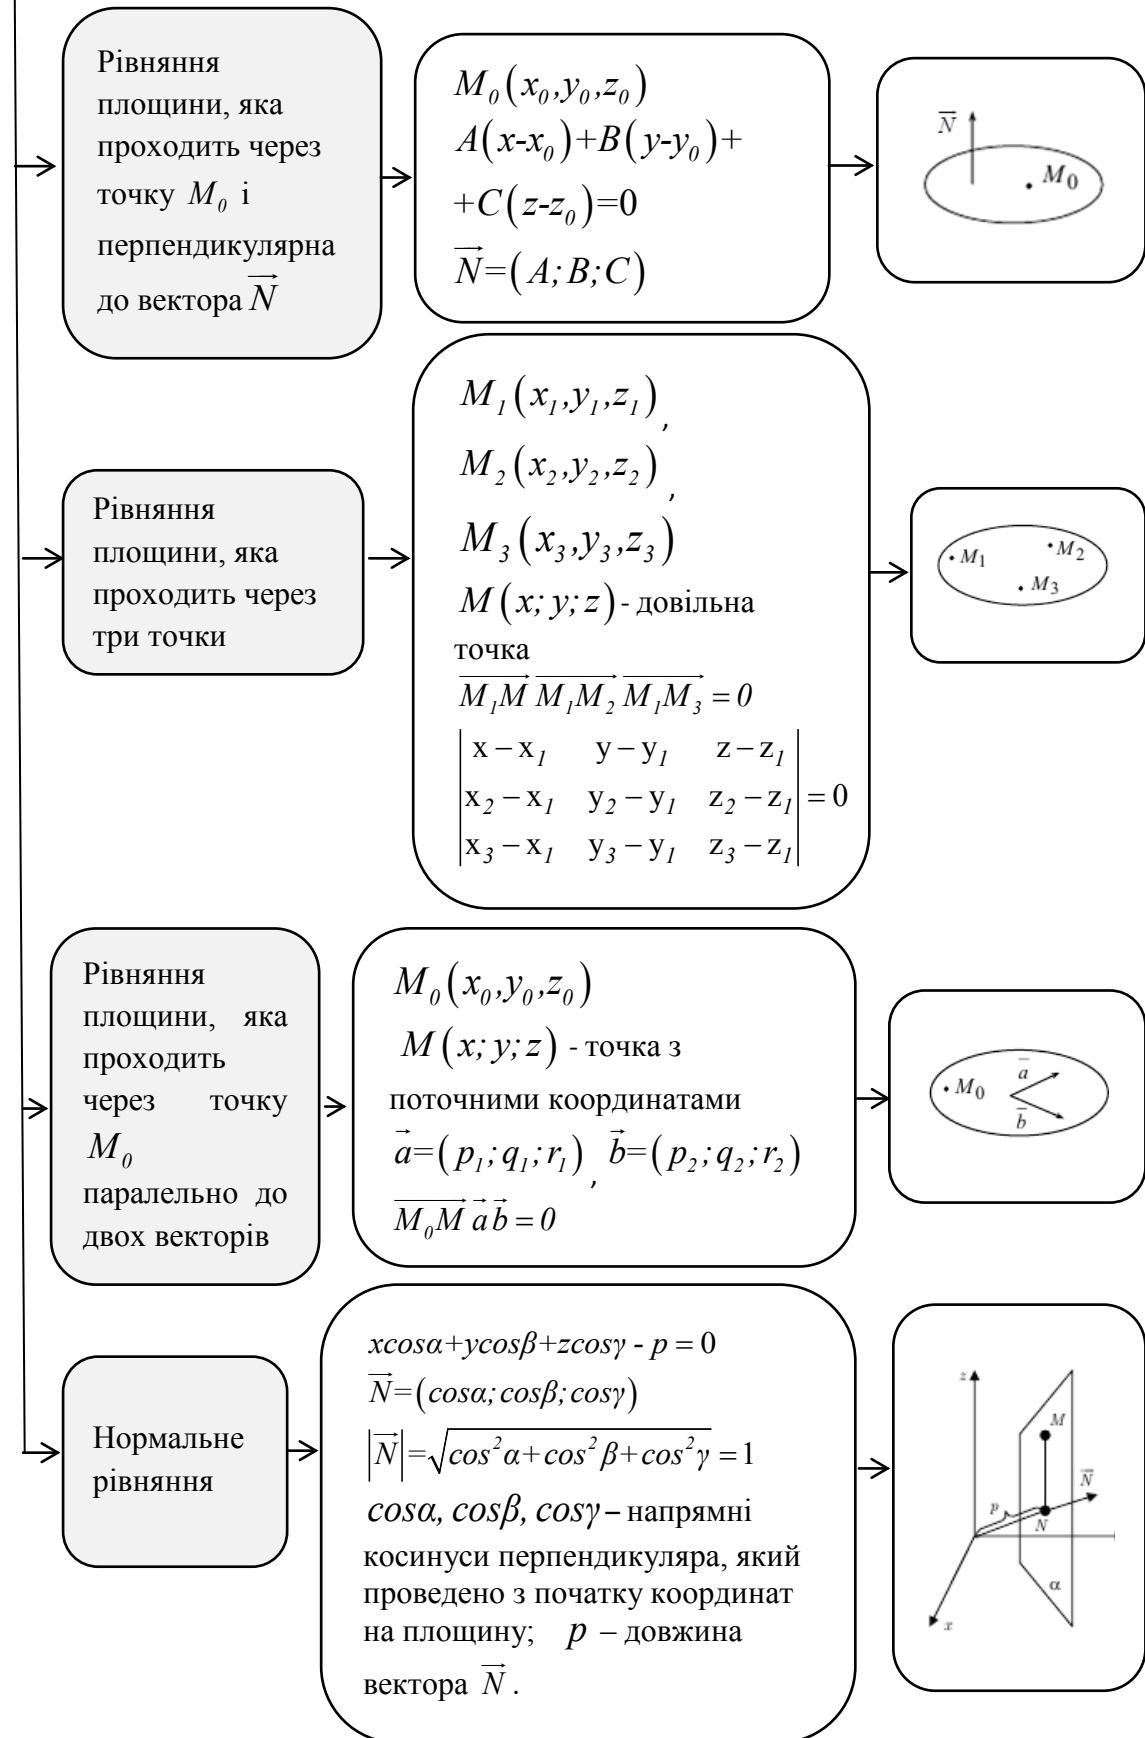 Рівняння
площини, яка
проходить через
точку M₀ і
перпендикулярна
до вектора N⃗
M₀(x₀,y₀,z₀)
A(x-x₀)+B(y-y₀)+
+C(z-z₀)=0
N⃗=(A;B;C)
N⃗
M₀
Рівняння
площини, яка
проходить через
три точки
M₁(x₁,y₁,z₁),
M₂(x₂,y₂,z₂),
M₃(x₃,y₃,z₃)
M(x; y; z) - довільна
точка
M₁M⃗ M₁M₂⃗ M₁M₃⃗ = 0
|x – x₁ y – y₁ z – z₁|
|x₂ – x₁ y₂ – y₁ z₂ – z₁| = 0
|x₃ – x₁ y₃ – y₁ z₃ – z₁|
M₁
M₂
M₃
Рівняння
площини, яка
проходить
через точку
M₀
паралельно до
двох векторів
M₀(x₀,y₀,z₀)
M(x; y; z) - точка з
поточними координатами
a⃗=(p₁;q₁;r₁), b⃗=(p₂;q₂;r₂)
M₀M⃗ a⃗ b⃗ = 0
M₀
a̅
b̅
Нормальне
рівняння
xcosα+ycosβ+zcosγ - p = 0
N⃗=(cosα;cosβ;cosγ)
|N⃗|=√(cos²α+cos²β+cos²γ) = 1
cosα, cosβ, cosγ – напрямні
косинуси перпендикуляра, який
проведено з початку координат
на площину; p – довжина
вектора N⃗ .
z
M
N⃗
p
N
α
x